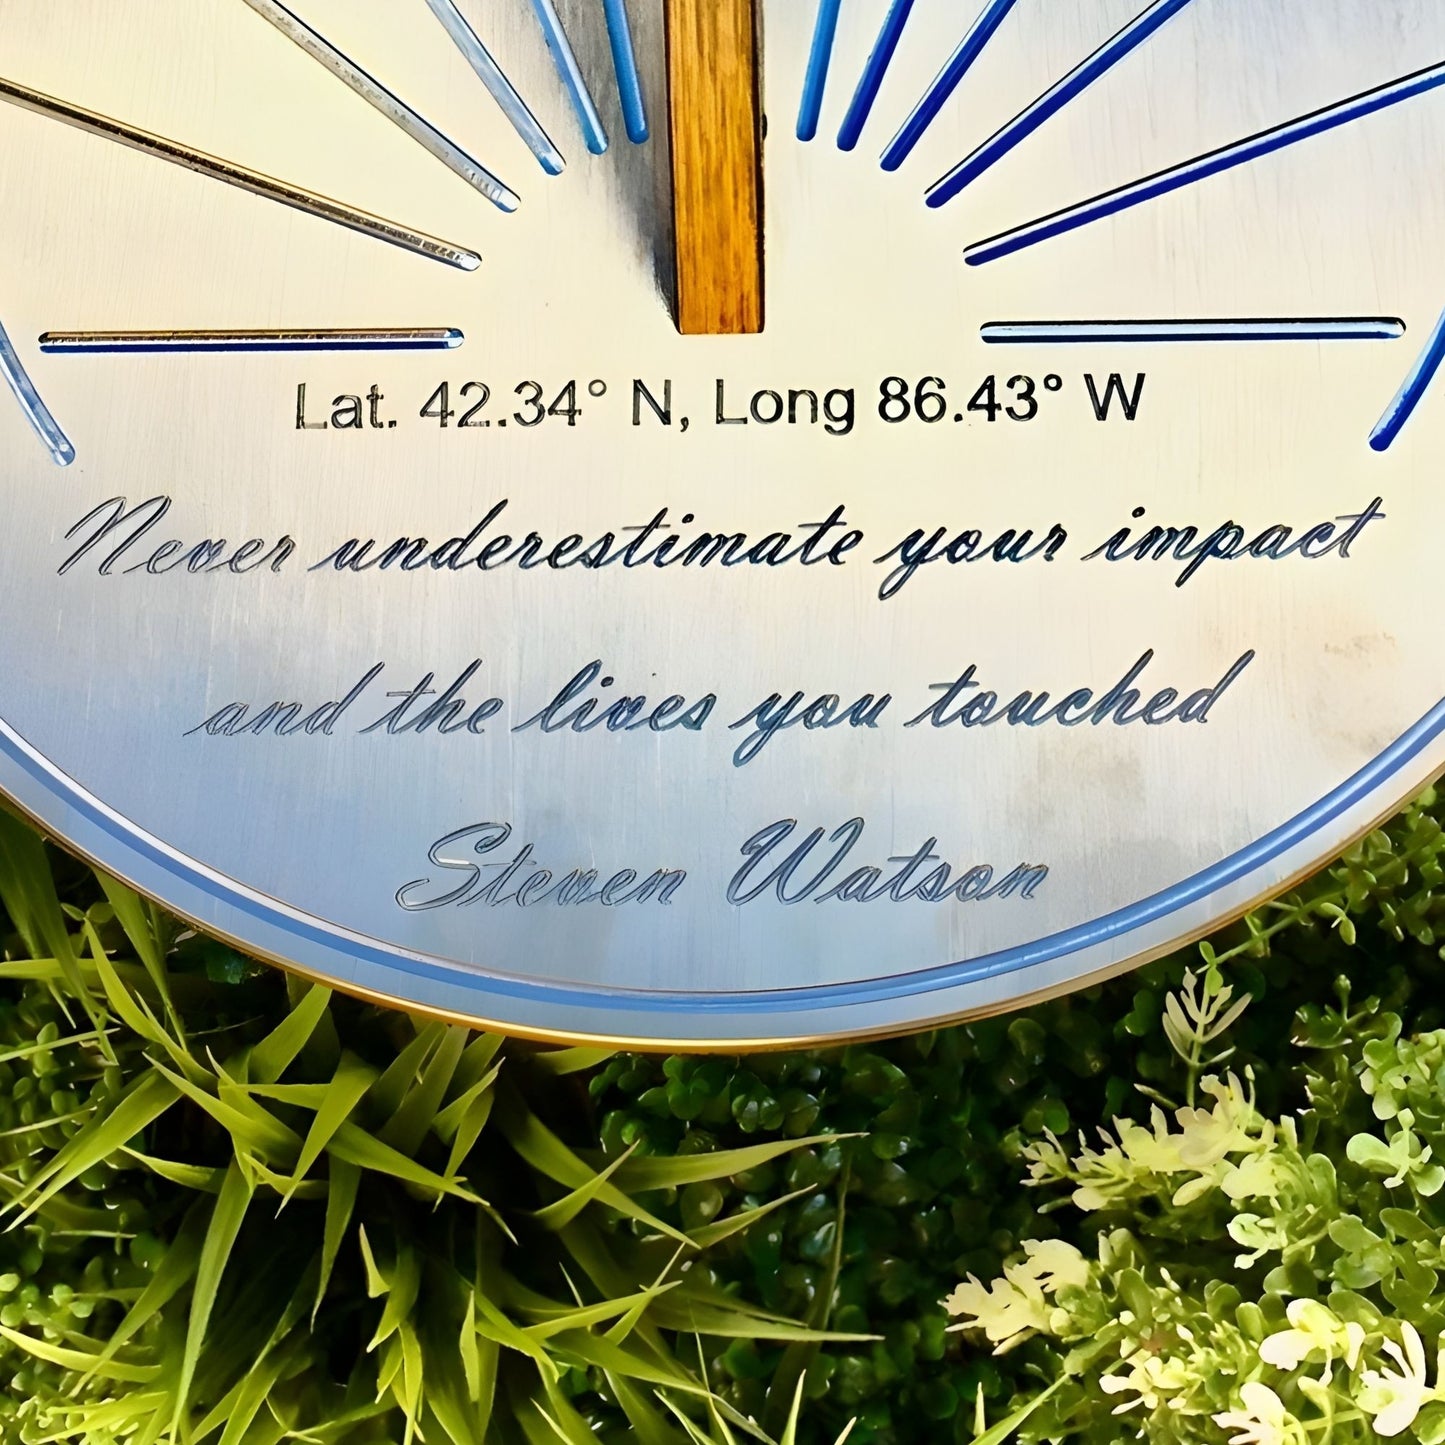 Lat. 42.34° N, Long 86.43° W
Never underestimate your impact
and the lives you touched
Steven Watson